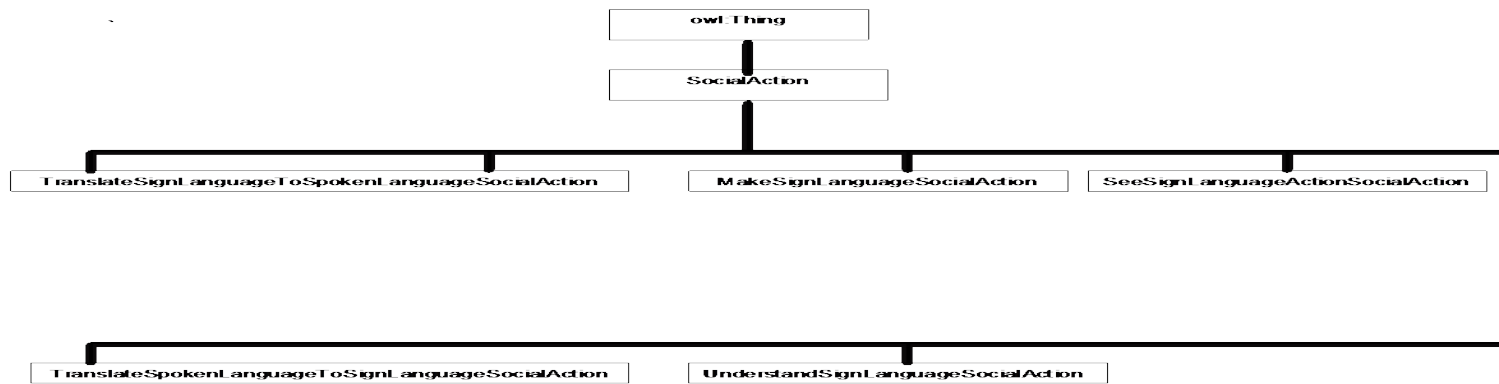 owl:Thing
SocialAction
TranslateSignLanguageToSpokenLanguageSocialAction MakeSignLanguageSocialAction SeeSignLanguageActionSocialAction
TranslateSpokenLanguageToSignLanguageSocialAction UnderstandSignLanguageSocialAction